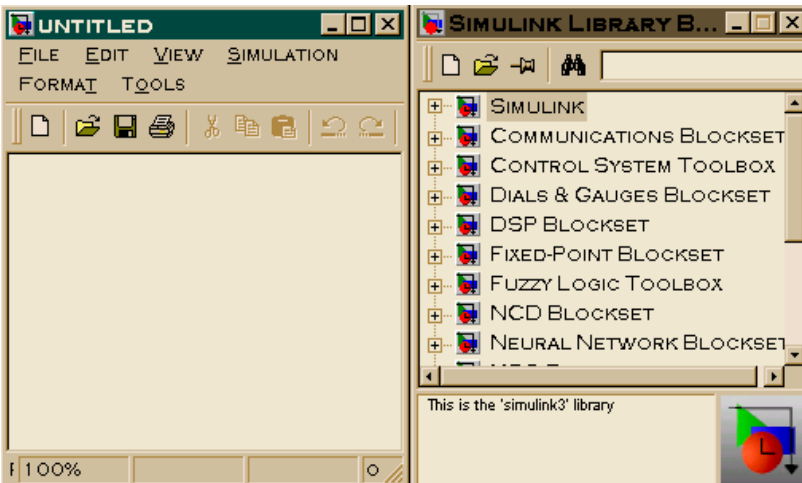 UNTITLED
FILE EDIT VIEW SIMULATION
FORMAT TOOLS
100%
SIMULINK LIBRARY B...
SIMULINK
COMMUNICATIONS BLOCKSET
CONTROL SYSTEM TOOLBOX
DIALS & GAUGES BLOCKSET
DSP BLOCKSET
FIXED-POINT BLOCKSET
FUZZY LOGIC TOOLBOX
NCD BLOCKSET
NEURAL NETWORK BLOCKSET
This is the 'simulink3' library